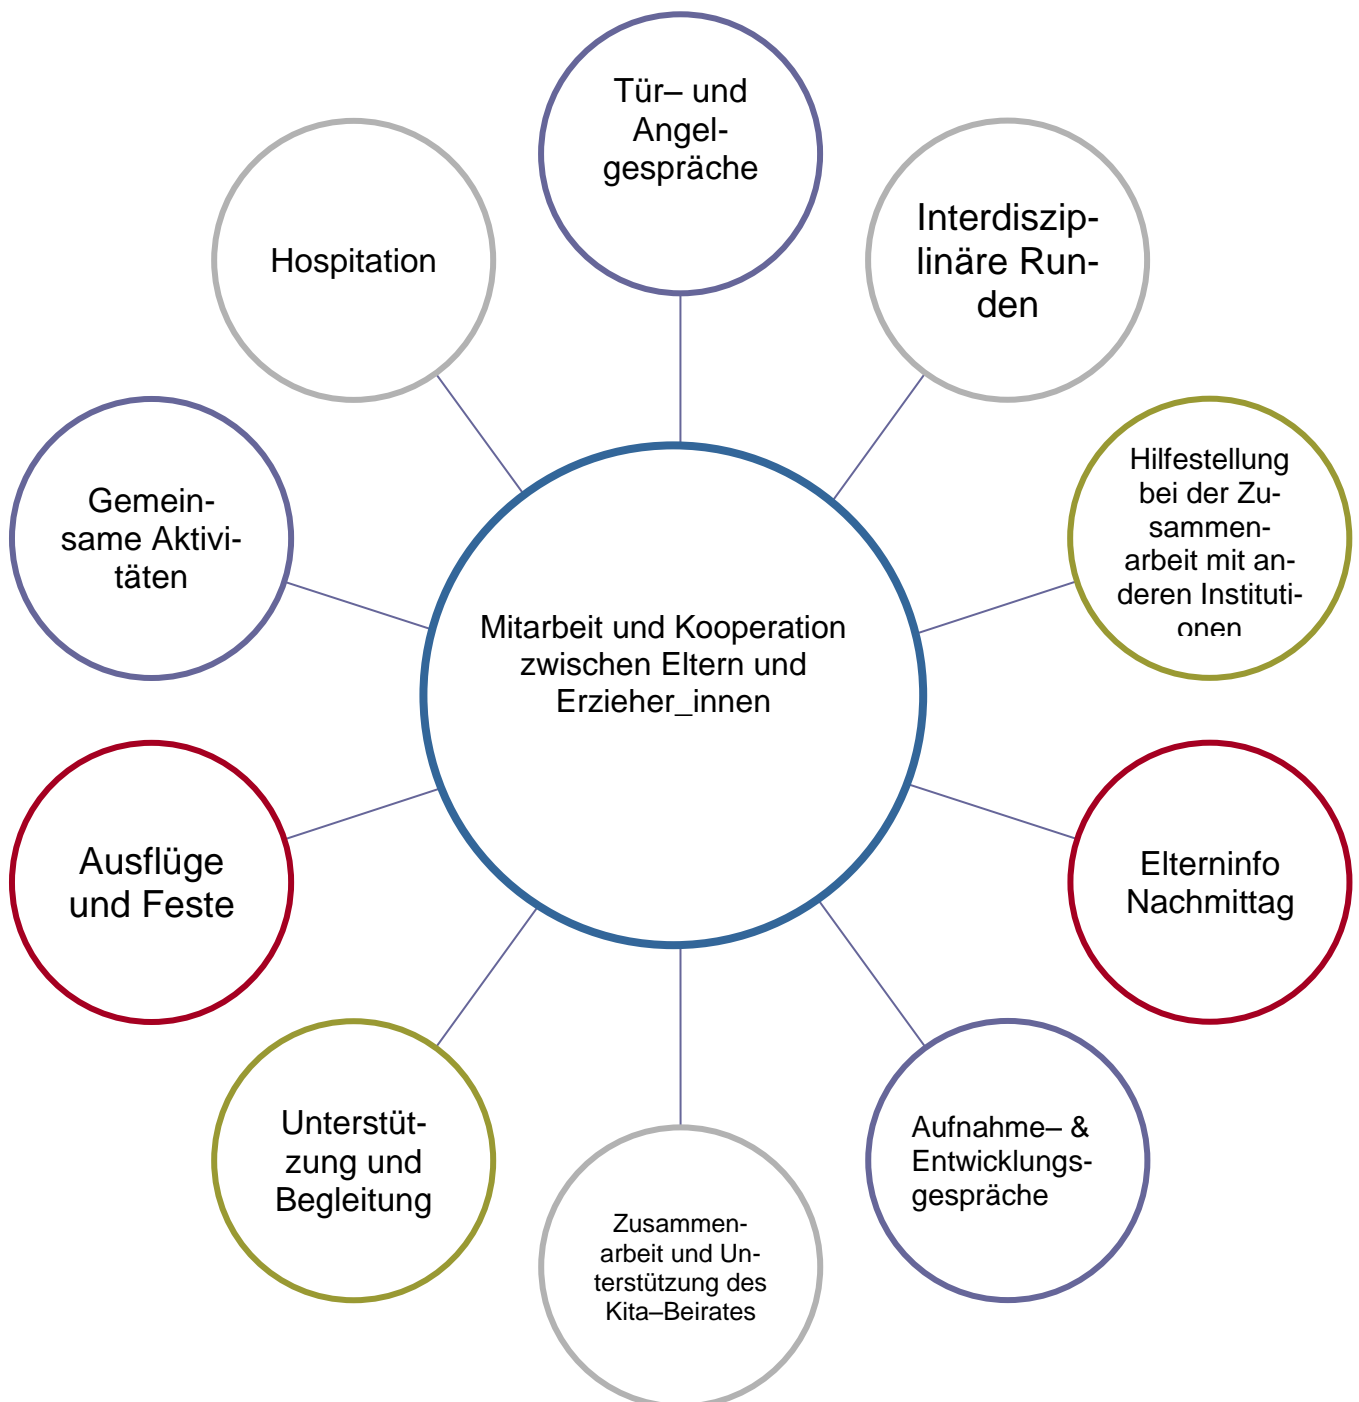 Tür– und
Angel-
gespräche
Interdiszip-
linäre Run-
den
Hospitation
Hilfestellung
bei der Zu-
sammen-
arbeit mit an-
deren Instituti-
onen
Gemein-
same Aktivi-
täten
Mitarbeit und Kooperation
zwischen Eltern und
Erzieher_innen
Ausflüge
und Feste
Elterninfo
Nachmittag
Unterstüt-
zung und
Begleitung
Aufnahme– &
Entwicklungs-
gespräche
Zusammen-
arbeit und Un-
terstützung des
Kita–Beirates